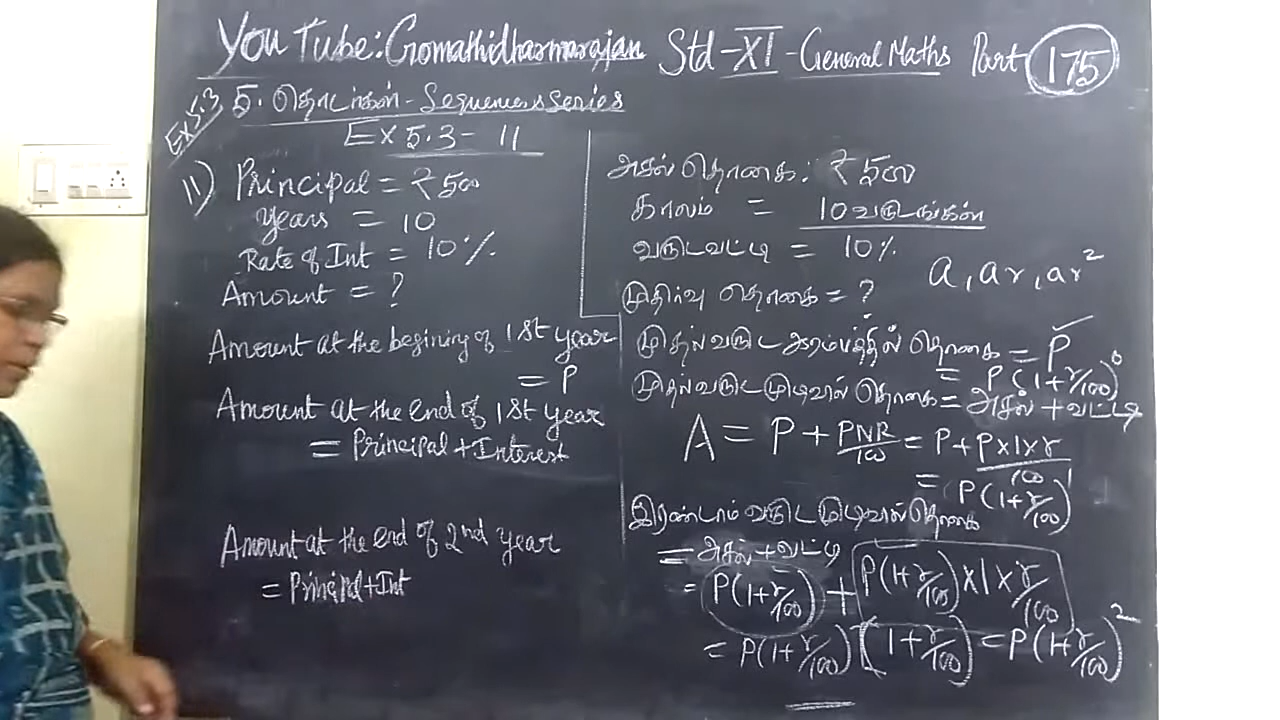 YouTube: Gomathidharmarajan Std-XI-General Maths Part 175
Ex 5.3 5. தொடர்கள் - Sequences & series
Ex 5.3 - 11
11) Principal = ₹500
years = 10
Rate of Int = 10%
Amount = ?
Amount at the begining of 1st year
= P
Amount at the end of 1st year
= Principal + Interest
Amount at the end of 2nd year
= Principal + Int
அசல் தொகை: ₹500
காலம் = 10 வருடங்கள்
வருடவட்டி = 10%
a, ar, ar²
முதிர்வு தொகை = ?
முதல் வருட ஆரம்பத்தில் தொகை = P ✓
= P(1+r/100)⁰
முதல் வருட முடிவில் தொகை = அசல் + வட்டி
A = P + PNR/100 = P + P×1×r/100
= P(1+r/100)¹
இரண்டாம் வருட முடிவில் தொகை
= அசல் + வட்டி
= P(1+r/100) + P(1+r/100)×1×r/100
= P(1+r/100)[1+r/100] = P(1+r/100)²